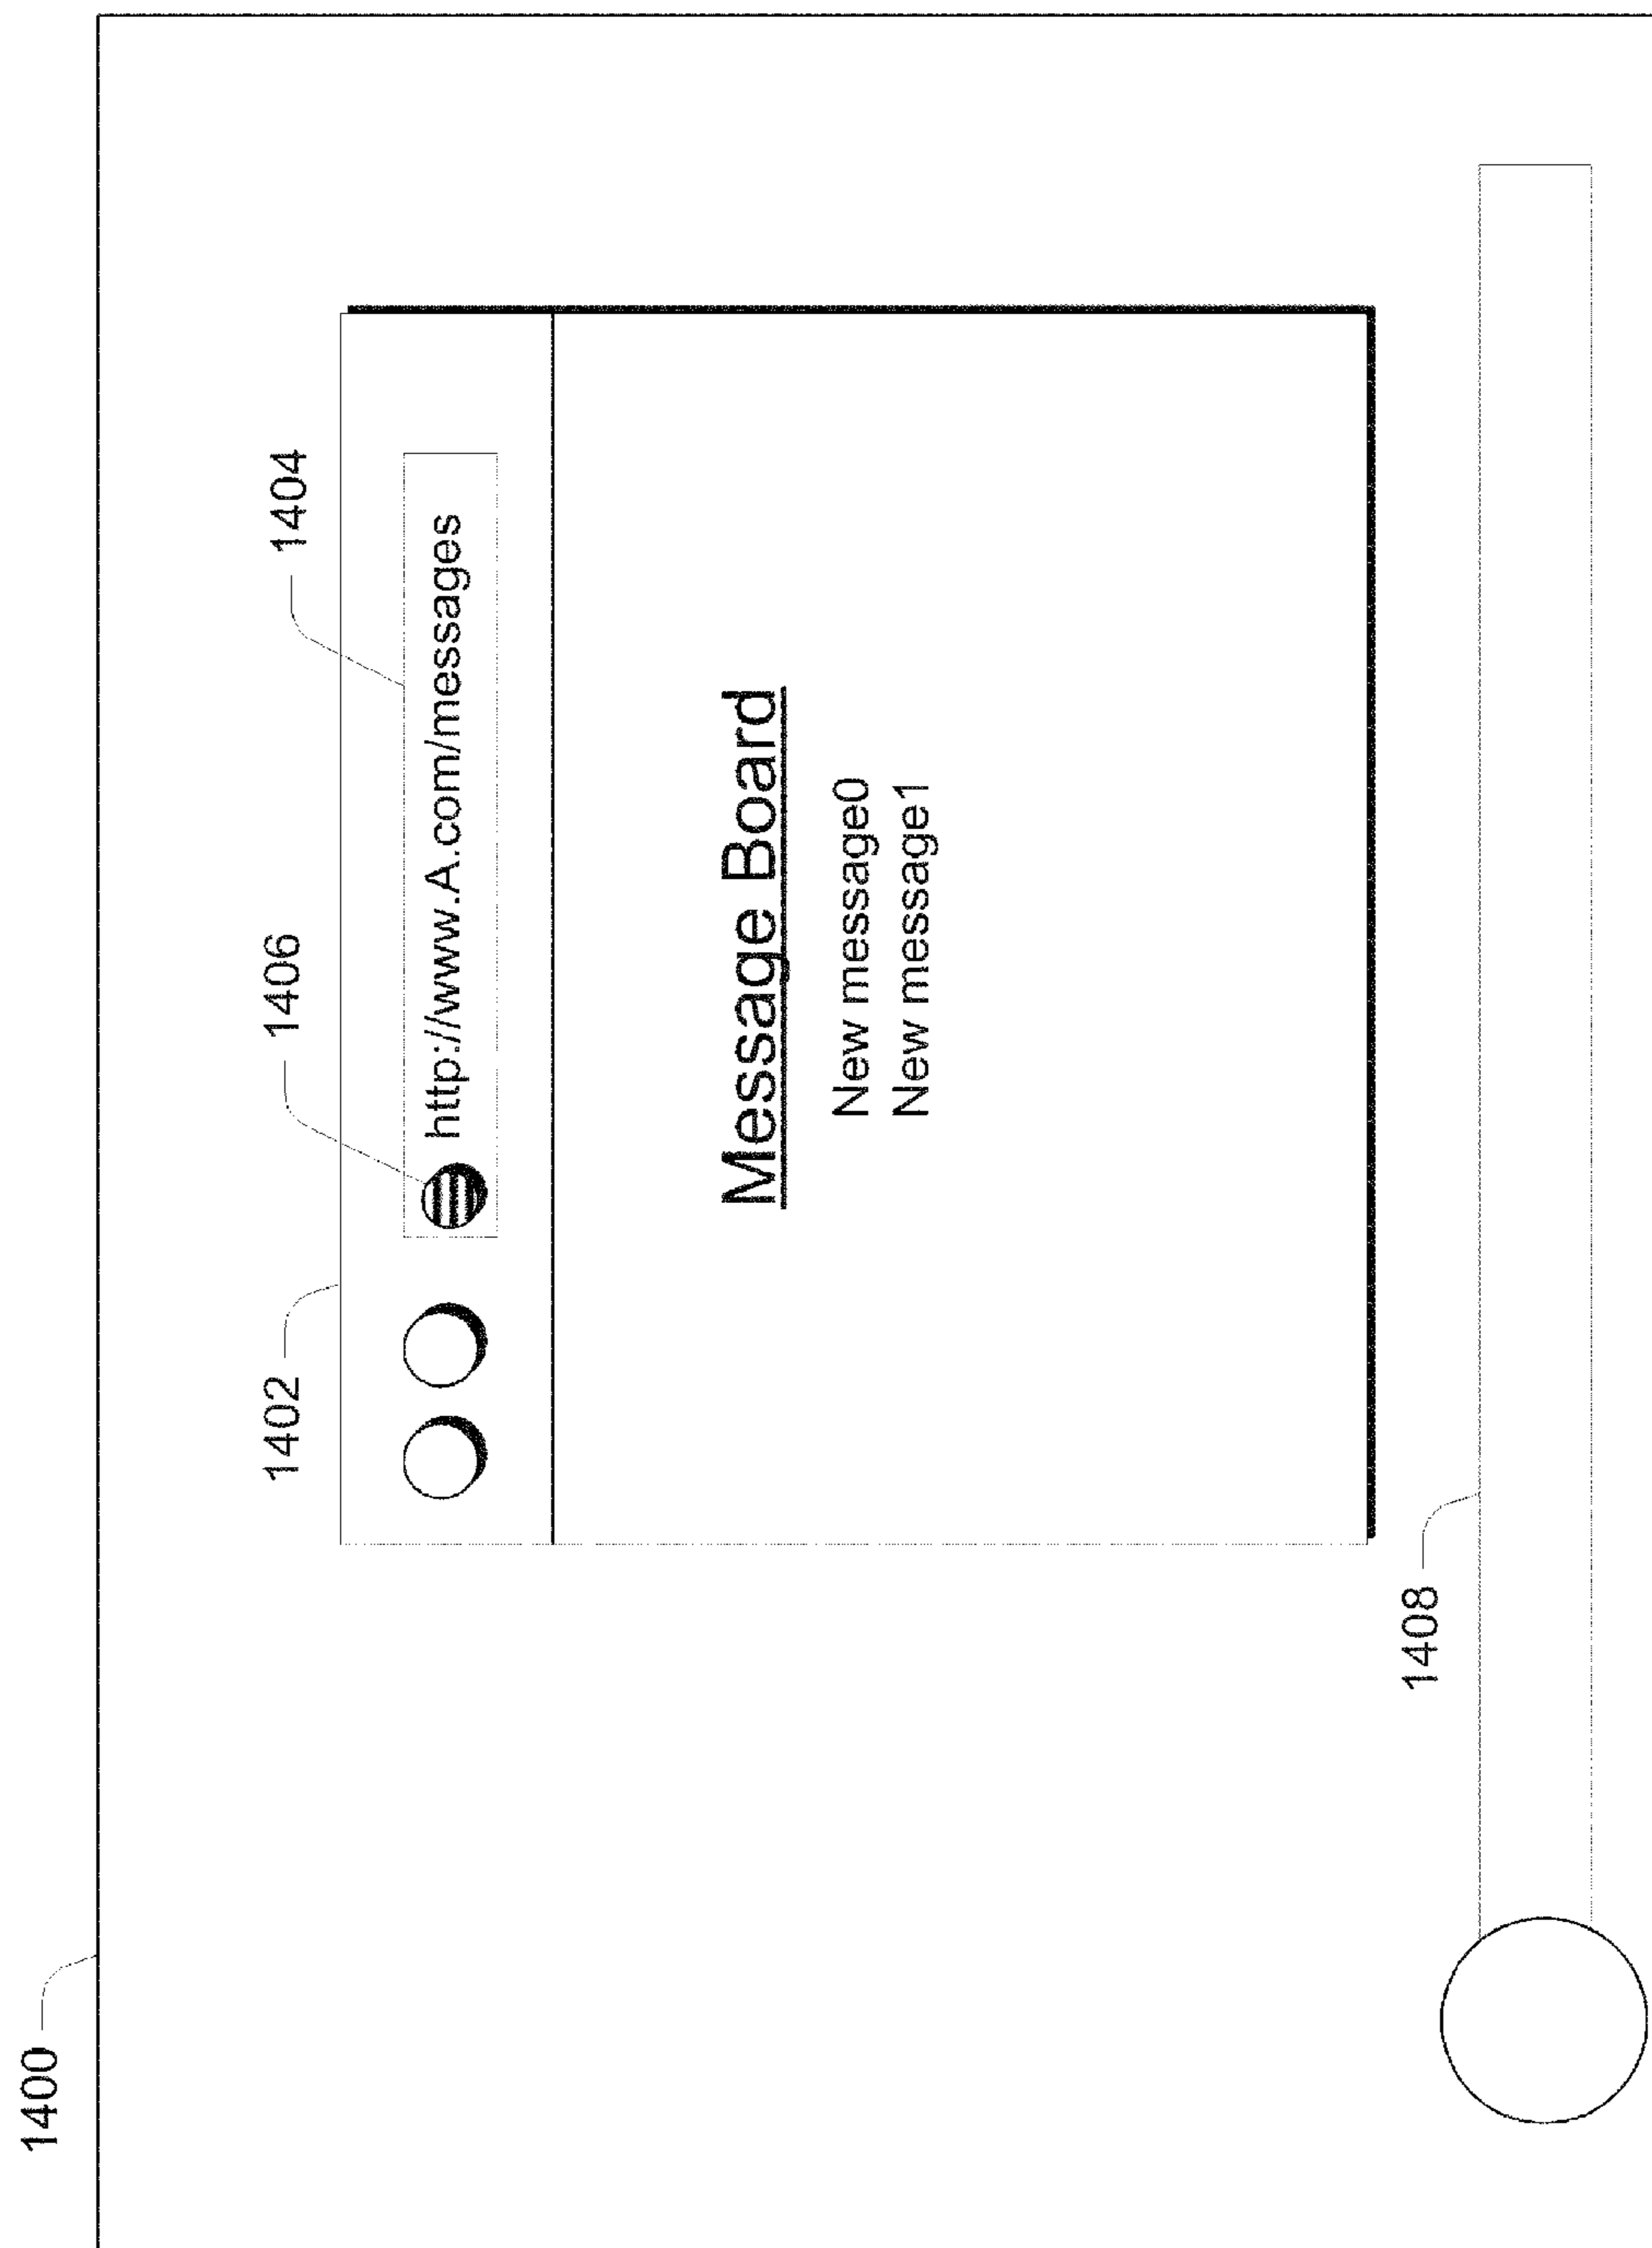 1400
1402
1406
1404
http://www.A.com/messages
Message Board
New message0
New message1
1408